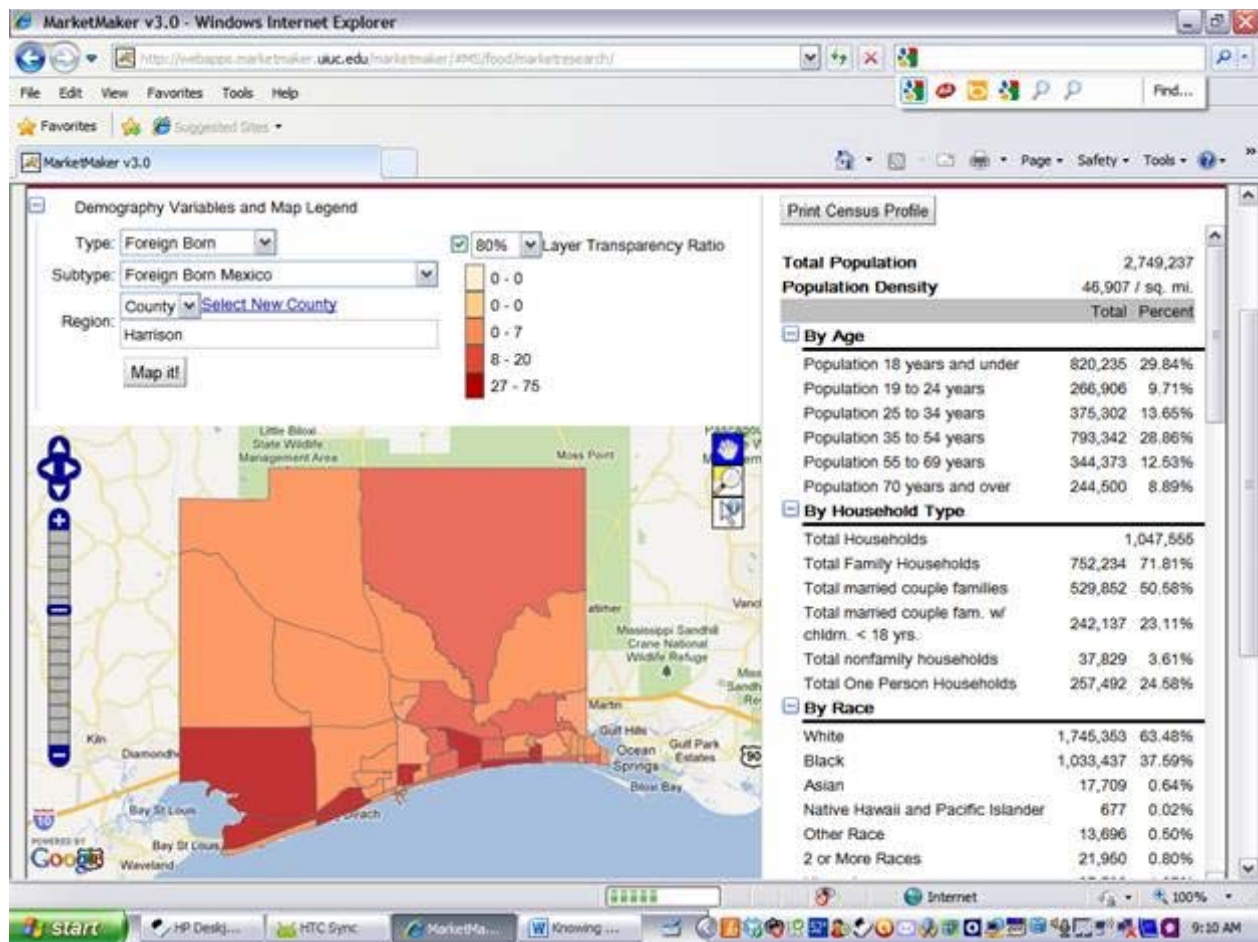 MarketMaker v3.0 - Windows Internet Explorer
http://webapps.marketmaker.uiuc.edu/marketmaker/#MS/food/marketresearch/
File Edit View Favorites Tools Help
Find...
Favorites Suggested Sites
MarketMaker v3.0
Page Safety Tools
Demography Variables and Map Legend
Type: Foreign Born
80% Layer Transparency Ratio
Subtype: Foreign Born Mexico
Region: County Select New County
Harrison
Map it!
0 - 0
0 - 0
0 - 7
8 - 20
27 - 75
Little Biloxi
State Wildlife
Management Area
Moss Point
Mississippi Sandhill
Crane National
Wildlife Refuge
Martin
Gulf Hills
Ocean
Springs
Gulf Park
Estates
90
Biloxi Bay
Kiln
Bay St Louis
Bay St Louis
Waveland
POWERED BY
Google
Print Census Profile
Total Population 2,749,237
Population Density 46,907 / sq. mi.
Total Percent
By Age
Population 18 years and under 820,235 29.84%
Population 19 to 24 years 266,906 9.71%
Population 25 to 34 years 375,302 13.65%
Population 35 to 54 years 793,342 28.86%
Population 55 to 69 years 344,373 12.53%
Population 70 years and over 244,500 8.89%
By Household Type
Total Households 1,047,555
Total Family Households 752,234 71.81%
Total married couple families 529,852 50.58%
Total married couple fam. w/
chldrn. < 18 yrs. 242,137 23.11%
Total nonfamily households 37,829 3.61%
Total One Person Households 257,492 24.58%
By Race
White 1,745,353 63.48%
Black 1,033,437 37.59%
Asian 17,709 0.64%
Native Hawaii and Pacific Islander 677 0.02%
Other Race 13,696 0.50%
2 or More Races 21,950 0.80%
Internet
100%
start
HP Deskj...
HTC Sync
MarketMa...
Knowing ...
9:10 AM